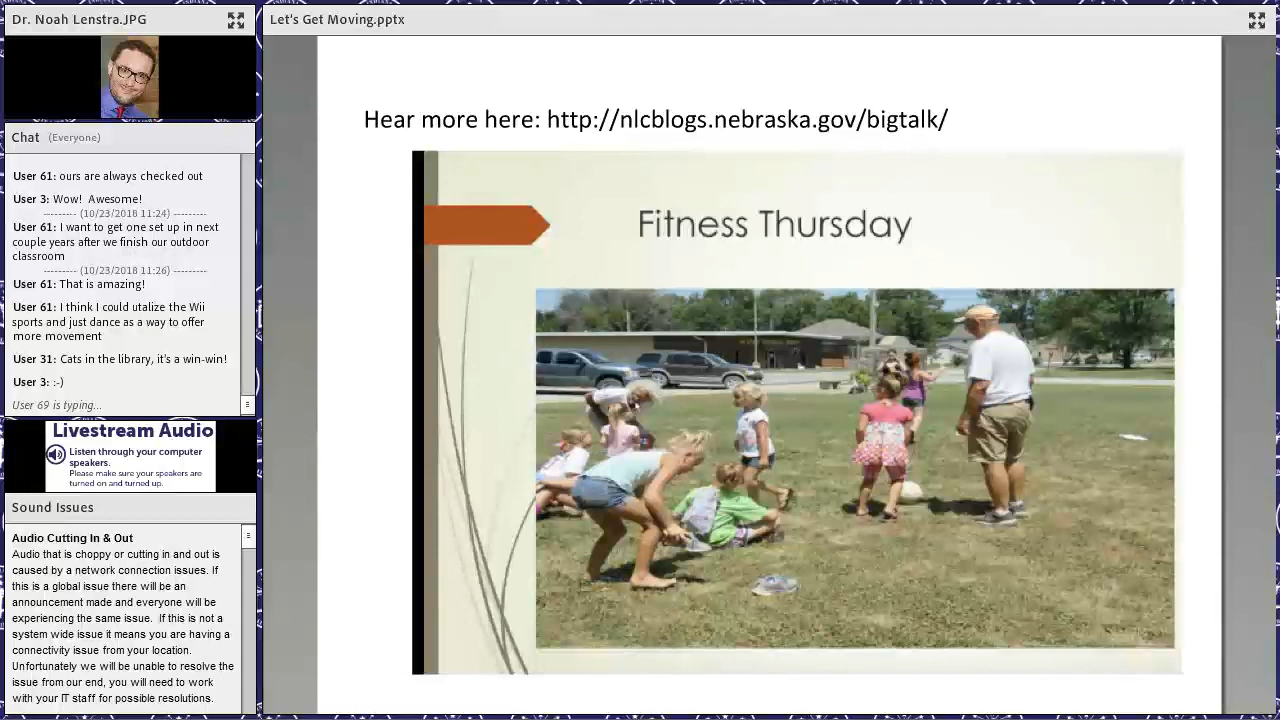 Dr. Noah Lenstra.JPG
Let's Get Moving.pptx
Chat (Everyone)
User 61: ours are always checked out
User 3: Wow!  Awesome!
--------- (10/23/2018 11:24) ---------
User 61: I want to get one set up in next
couple years after we finish our outdoor
classroom
--------- (10/23/2018 11:26) ---------
User 61: That is amazing!
User 61: I think I could utalize the Wii
sports and just dance as a way to offer
more movement
User 31: Cats in the library, it's a win-win!
User 3: :-)
User 69 is typing...
Livestream Audio
Listen through your computer
speakers.
Please make sure your speakers are
turned on and turned up.
Sound Issues
Audio Cutting In & Out
Audio that is choppy or cutting in and out is
caused by a network connection issues. If
this is a global issue there will be an
announcement made and everyone will be
experiencing the same issue.  If this is not a
system wide issue it means you are having a
connectivity issue from your location.
Unfortunately we will be unable to resolve the
issue from our end, you will need to work
with your IT staff for possible resolutions.
Hear more here: http://nlcblogs.nebraska.gov/bigtalk/
Fitness Thursday